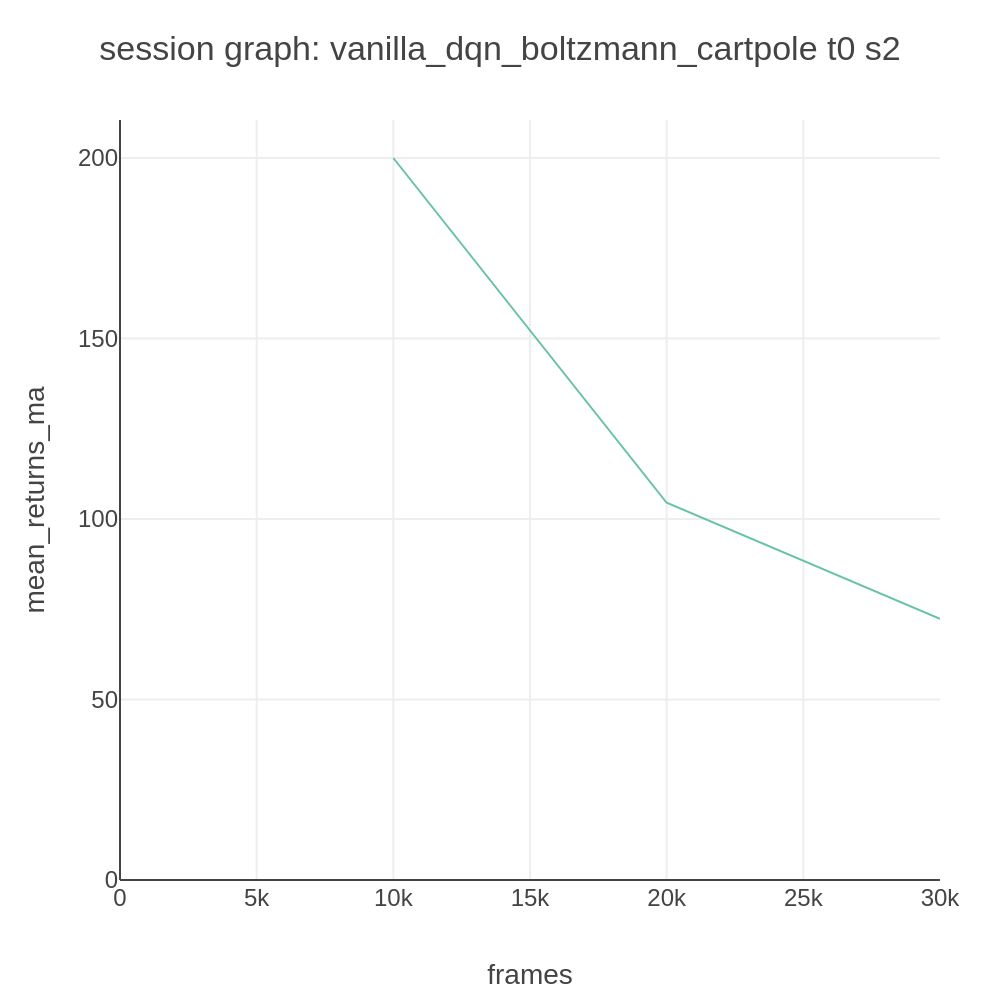 session graph: vanilla_dqn_boltzmann_cartpole t0 s2
mean_returns_ma
200
150
100
50
0
0 5k 10k 15k 20k 25k 30k
frames